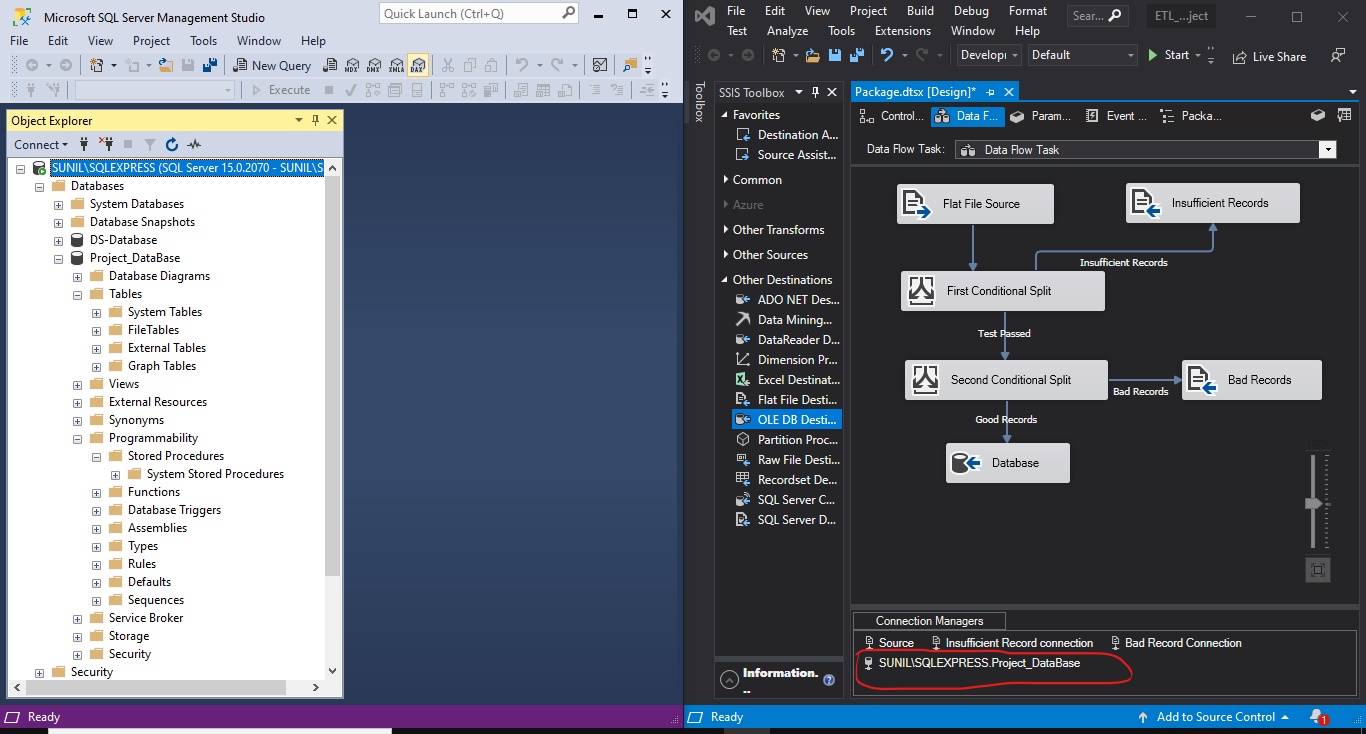 Microsoft SQL Server Management Studio
Quick Launch (Ctrl+Q)
File Edit View Project Tools Window Help
New Query
MDX DMX XMLA DAX
Execute
Object Explorer
Connect
SUNIL\SQLEXPRESS (SQL Server 15.0.2070 - SUNIL\S
Databases
System Databases
Database Snapshots
DS-Database
Project_DataBase
Database Diagrams
Tables
System Tables
FileTables
External Tables
Graph Tables
Views
External Resources
Synonyms
Programmability
Stored Procedures
System Stored Procedures
Functions
Database Triggers
Assemblies
Types
Rules
Defaults
Sequences
Service Broker
Storage
Security
Security
Ready
File Edit View Project Build Debug Format
Test Analyze Tools Extensions Window Help
Sear...
ETL_...ject
Developi
Default
Start
Live Share
Toolbox
SSIS Toolbox
Favorites
Destination A...
Source Assist...
Common
Azure
Other Transforms
Other Sources
Other Destinations
ADO NET Des...
Data Mining...
DataReader D...
Dimension Pr...
Excel Destinat...
Flat File Desti...
OLE DB Desti...
Partition Proc...
Raw File Desti...
Recordset De...
SQL Server C...
SQL Server D...
Information.
..
Package.dtsx [Design]*
Control...
Data F...
Param...
Event ...
Packa...
Data Flow Task:
Data Flow Task
Flat File Source
Insufficient Records
Insufficient Records
First Conditional Split
Test Passed
Second Conditional Split
Bad Records
Bad Records
Good Records
Database
Connection Managers
Source
Insufficient Record connection
Bad Record Connection
SUNIL\SQLEXPRESS.Project_DataBase
Ready
Add to Source Control
1